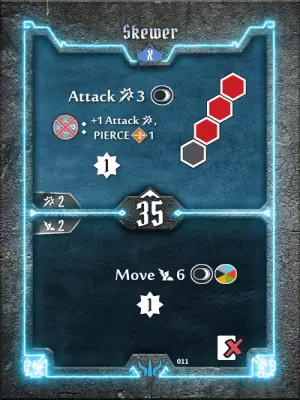 Skewer
X
Attack 3
+1 Attack,
PIERCE 1
1
2
35
2
Move 6
1
011